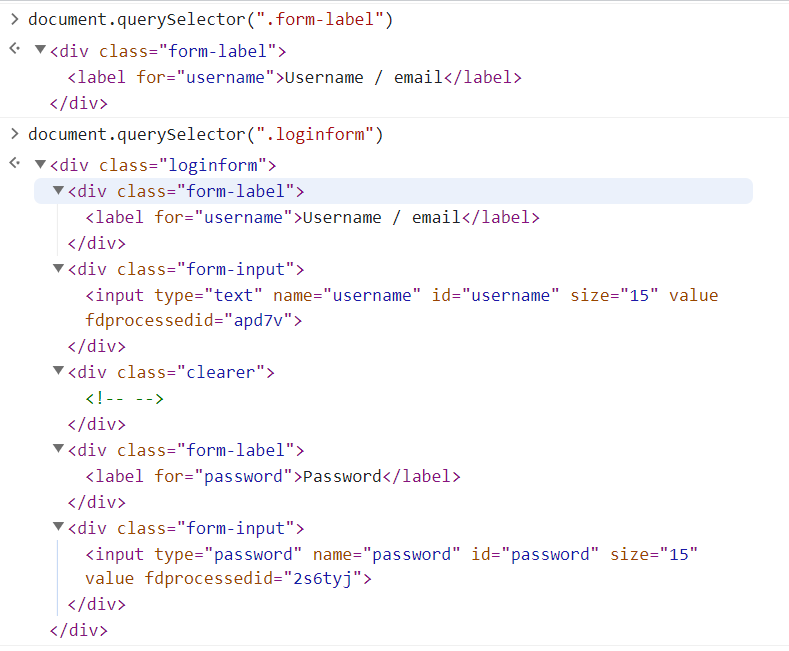 > document.querySelector(".form-label")
<div class="form-label">
<label for="username">Username / email</label>
</div>
> document.querySelector(".loginform")
<div class="loginform">
<div class="form-label">
<label for="username">Username / email</label>
</div>
<div class="form-input">
<input type="text" name="username" id="username" size="15" value
fdprocessedid="apd7v">
</div>
<div class="clearer">
<!-- -->
</div>
<div class="form-label">
<label for="password">Password</label>
</div>
<div class="form-input">
<input type="password" name="password" id="password" size="15"
value fdprocessedid="2s6tyj">
</div>
</div>